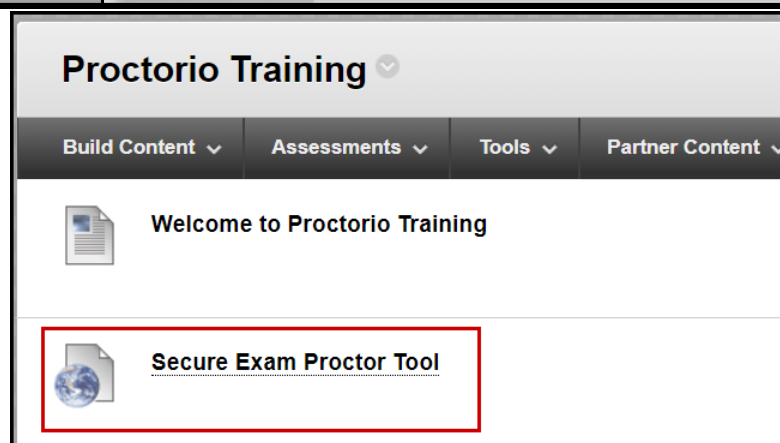 Proctorio Training
Build Content Assessments Tools Partner Content
Welcome to Proctorio Training
Secure Exam Proctor Tool